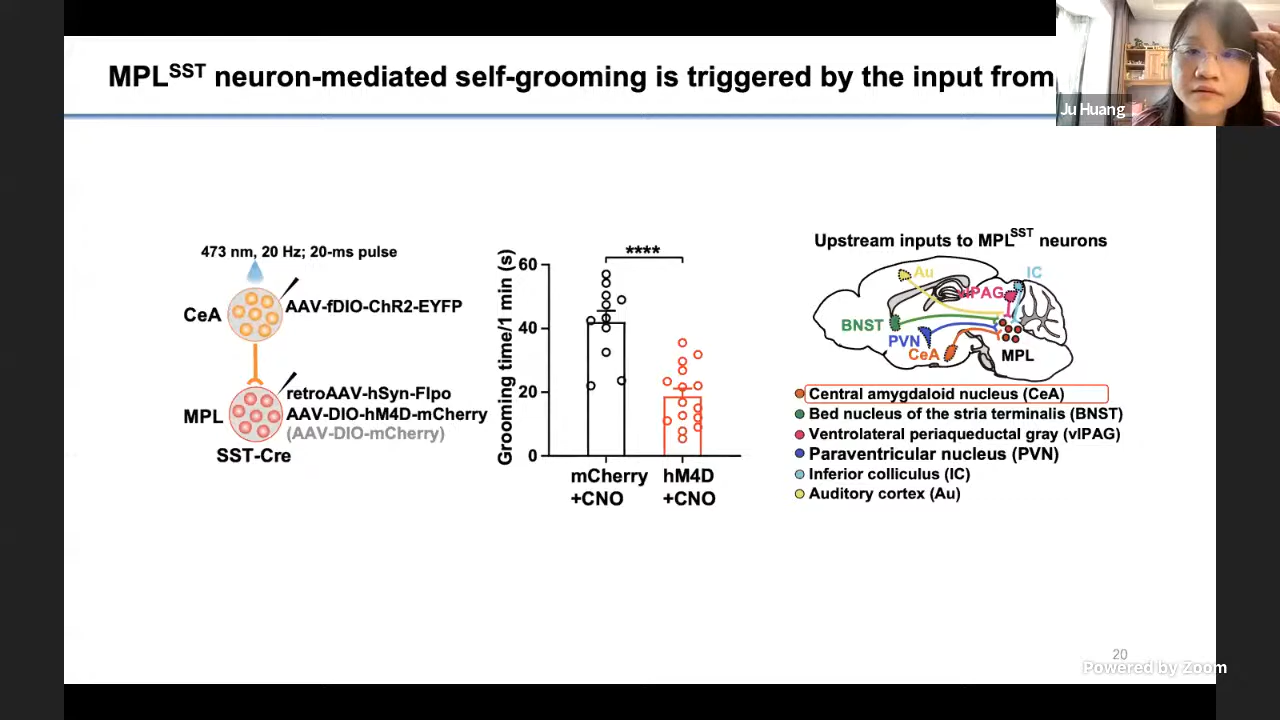 MPLSST neuron-mediated self-grooming is triggered by the input from
Ju Huang
473 nm, 20 Hz; 20-ms pulse
CeA
AAV-fDIO-ChR2-EYFP
MPL
retroAAV-hSyn-Flpo
AAV-DIO-hM4D-mCherry
(AAV-DIO-mCherry)
SST-Cre
Grooming time/1 min (s)
60
40
20
0
****
mCherry
+CNO
hM4D
+CNO
Upstream inputs to MPLSST neurons
Au
IC
vlPAG
BNST
PVN
CeA
MPL
Central amygdaloid nucleus (CeA)
Bed nucleus of the stria terminalis (BNST)
Ventrolateral periaqueductal gray (vlPAG)
Paraventricular nucleus (PVN)
Inferior colliculus (IC)
Auditory cortex (Au)
20
Powered by Zoom